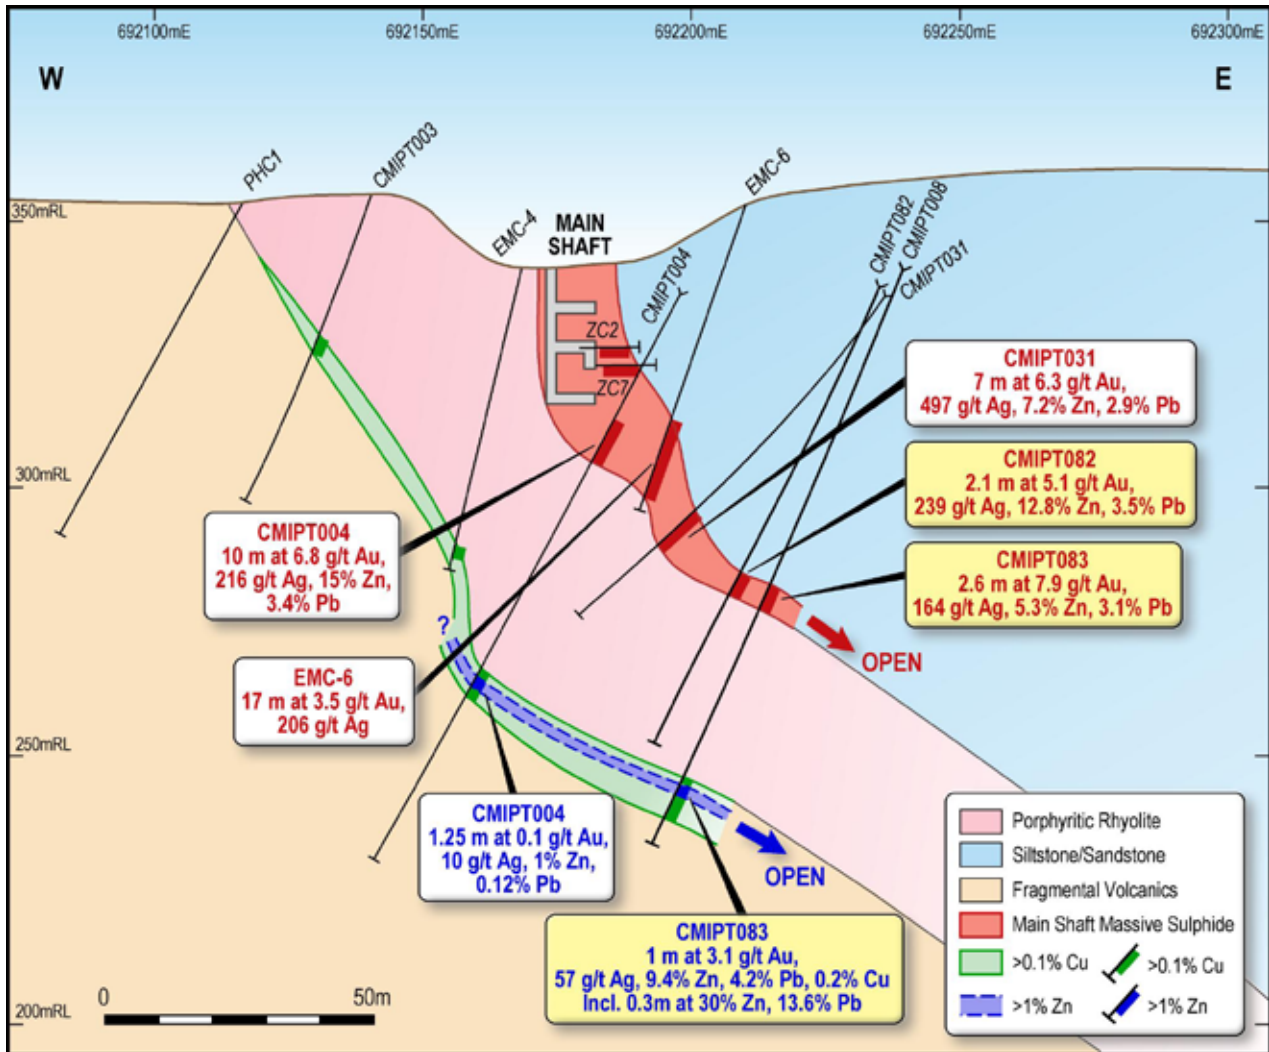 692100mE
692150mE
692200mE
692250mE
692300mE
W
E
PHC1
CMIPT003
EMC-4
MAIN
SHAFT
CMIPT004
EMC-6
CMIPT082
CMIPT008
CMIPT031
350mRL
ZC2
ZC7
CMIPT031
7 m at 6.3 g/t Au,
497 g/t Ag, 7.2% Zn, 2.9% Pb
CMIPT082
2.1 m at 5.1 g/t Au,
239 g/t Ag, 12.8% Zn, 3.5% Pb
300mRL
CMIPT004
10 m at 6.8 g/t Au,
216 g/t Ag, 15% Zn,
3.4% Pb
CMIPT083
2.6 m at 7.9 g/t Au,
164 g/t Ag, 5.3% Zn, 3.1% Pb
?
OPEN
EMC-6
17 m at 3.5 g/t Au,
206 g/t Ag
250mRL
CMIPT004
1.25 m at 0.1 g/t Au,
10 g/t Ag, 1% Zn,
0.12% Pb
OPEN
CMIPT083
1 m at 3.1 g/t Au,
57 g/t Ag, 9.4% Zn, 4.2% Pb, 0.2% Cu
Incl. 0.3m at 30% Zn, 13.6% Pb
Porphyritic Rhyolite
Siltstone/Sandstone
Fragmental Volcanics
Main Shaft Massive Sulphide
>0.1% Cu
>0.1% Cu
>1% Zn
>1% Zn
0
50m
200mRL